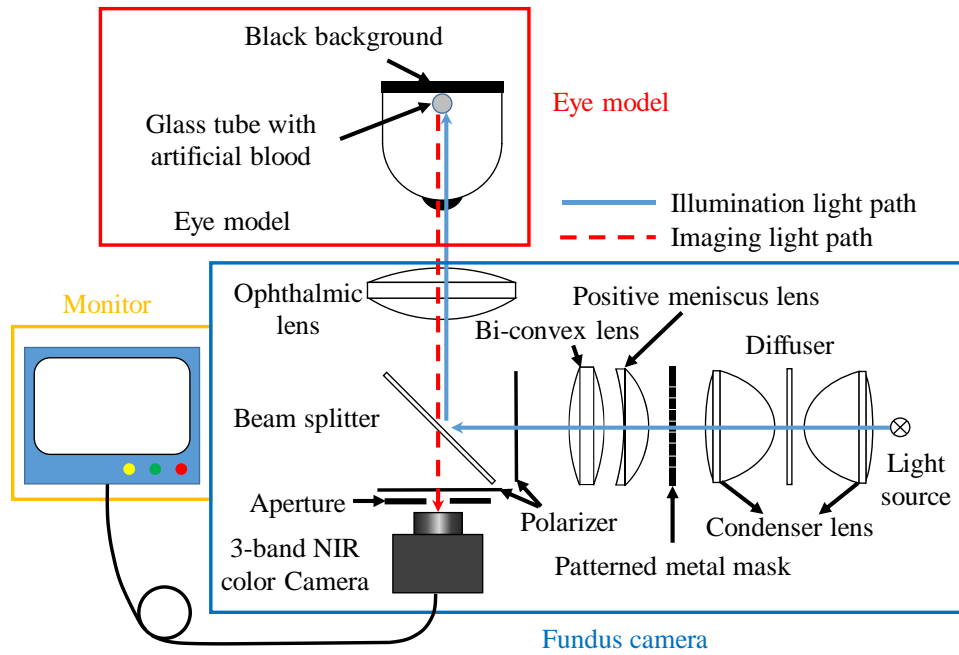 Black background
Glass tube with
artificial blood
Eye model
Eye model
Illumination light path
Imaging light path
Monitor
Ophthalmic
lens
Positive meniscus lens
Bi-convex lens
Diffuser
Beam splitter
Light
source
Aperture
Polarizer
Condenser lens
3-band NIR
color Camera
Patterned metal mask
Fundus camera